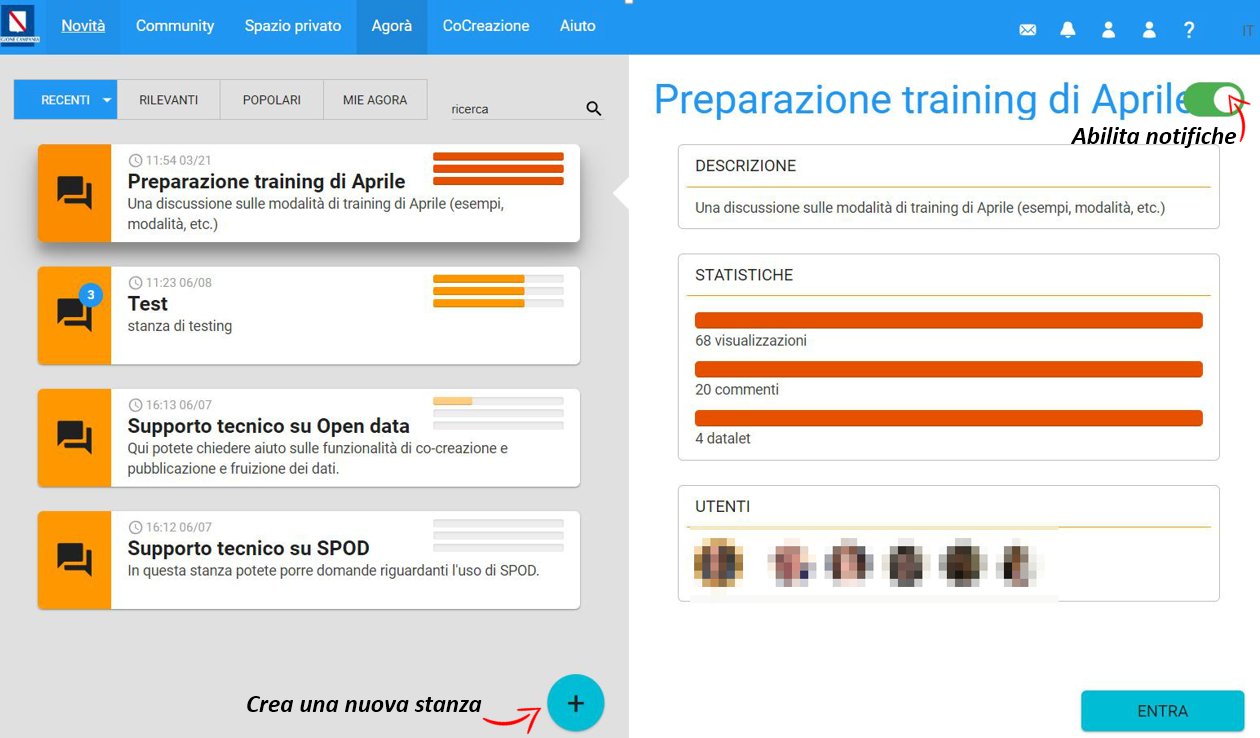 Novità
Community
Spazio privato
Agorà
CoCreazione
Aiuto
?
IT
RECENTI
RILEVANTI
POPOLARI
MIE AGORA
ricerca
11:54 03/21
Preparazione training di Aprile
Una discussione sulle modalità di training di Aprile (esempi,
modalità, etc.)
3
11:23 06/08
Test
stanza di testing
16:13 06/07
Supporto tecnico su Open data
Qui potete chiedere aiuto sulle funzionalità di co-creazione e
pubblicazione e fruizione dei dati.
16:12 06/07
Supporto tecnico su SPOD
In questa stanza potete porre domande riguardanti l'uso di SPOD.
Crea una nuova stanza
+
Preparazione training di Aprile
Abilita notifiche
DESCRIZIONE
Una discussione sulle modalità di training di Aprile (esempi, modalità, etc.)
STATISTICHE
68 visualizzazioni
20 commenti
4 datalet
UTENTI
ENTRA